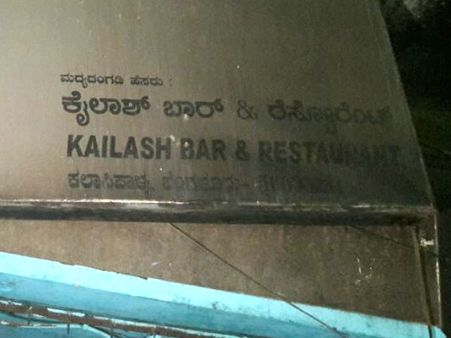 ಮದ್ಯದಂಗಡಿ ಹೆಸರು :
ಕೈಲಾಶ್ ಬಾರ್ & ರೆಸ್ಟೋರೆಂಟ್
KAILASH BAR & RESTAURANT
ಕಲಾಸಿಪಾಳ್ಯ, ಬೆಂಗಳೂರು-